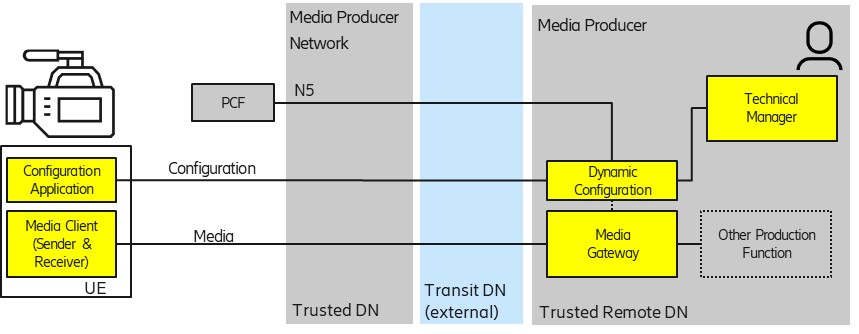 Media Producer
Network
Media Producer
PCF
N5
Technical
Manager
Configuration
Application
Configuration
Dynamic
Configuration
Media Client
(Sender &
Receiver)
Media
Media
Gateway
Other Production
Function
UE
Trusted DN
Transit DN
(external)
Trusted Remote DN